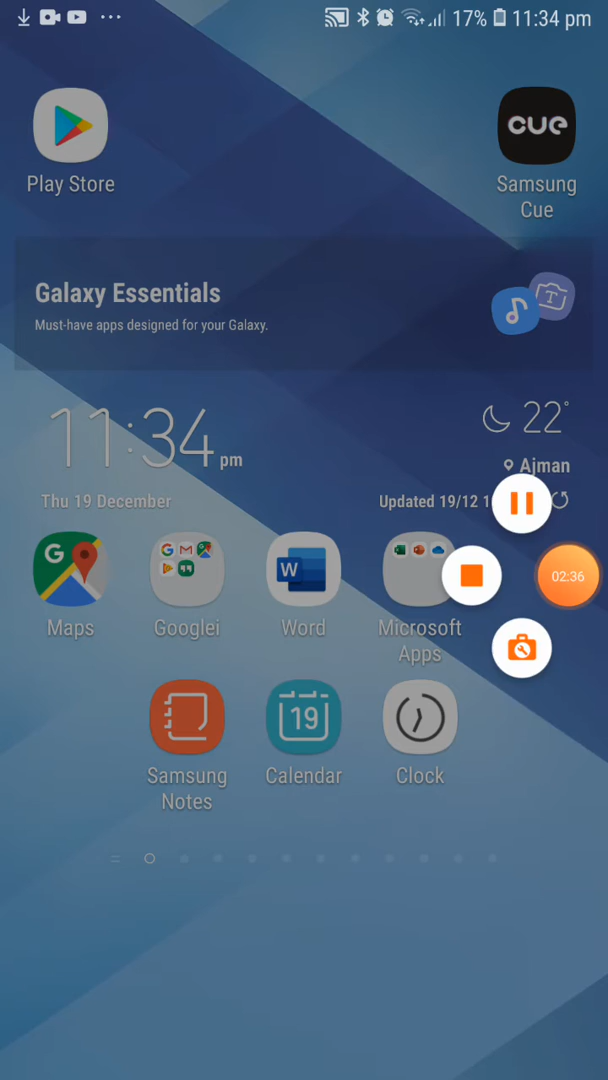 17% 11:34 pm
cue
Play Store
Samsung
Cue
Galaxy Essentials
Must-have apps designed for your Galaxy.
T
11:34 pm
22°
Ajman
Thu 19 December
Updated 19/12 1
02:36
G
G
W
Maps
Googlei
Word
Microsoft
Apps
19
Samsung
Notes
Calendar
Clock